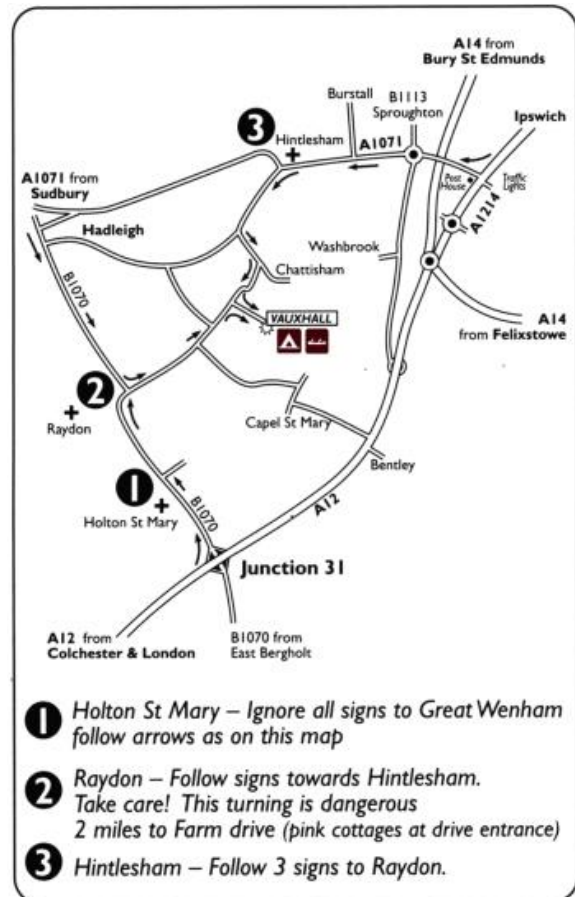 A14 from
Bury St Edmunds
Burstall
B1113
Sproughton
Ipswich
3
Hintlesham
A1071
Post
House
Traffic
Lights
A1214
A1071 from
Sudbury
Hadleigh
Washbrook
Chattisham
B1070
VAUXHALL
A14
from Felixstowe
2
Raydon
Capel St Mary
Bentley
1
Holton St Mary
B1070
A12
Junction 31
A12 from
Colchester & London
B1070 from
East Bergholt
1 Holton St Mary – Ignore all signs to Great Wenham
follow arrows as on this map
2 Raydon – Follow signs towards Hintlesham.
Take care! This turning is dangerous
2 miles to Farm drive (pink cottages at drive entrance)
3 Hintlesham – Follow 3 signs to Raydon.